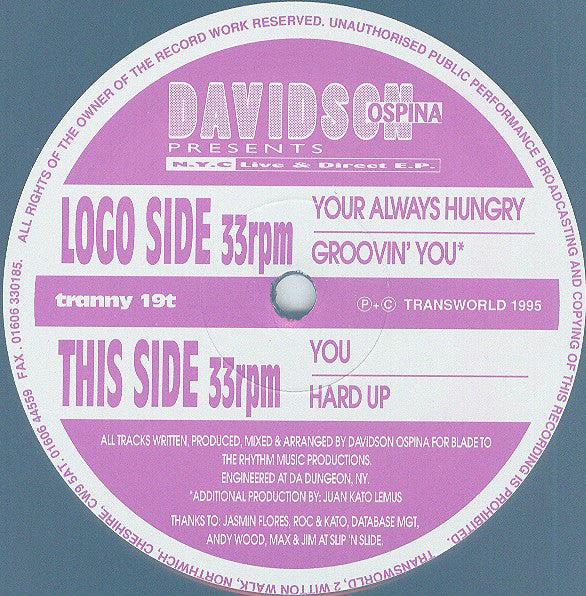 DAVIDSON
OSPINA
PRESENTS
N.Y.C Live & Direct E.P.
LOGO SIDE 33rpm
YOUR ALWAYS HUNGRY
GROOVIN' YOU*
tranny 19t
Ⓟ+© TRANSWORLD 1995
THIS SIDE 33rpm
YOU
HARD UP
ALL TRACKS WRITTEN, PRODUCED, MIXED & ARRANGED BY DAVIDSON OSPINA FOR BLADE TO
THE RHYTHM MUSIC PRODUCTIONS.
ENGINEERED AT DA DUNGEON, NY.
*ADDITIONAL PRODUCTION BY: JUAN KATO LEMUS
THANKS TO: JASMIN FLORES, ROC & KATO, DATABASE MGT,
ANDY WOOD, MAX & JIM AT SLIP 'N SLIDE.
ALL RIGHTS OF THE OWNER OF THE RECORD WORK RESERVED. UNAUTHORISED PUBLIC PERFORMANCE BROADCASTING AND COPYING OF THIS RECORDING IS PROHIBITED.
TRANSWORLD, 2 WITTON WALK, NORTHWICH, CHESHIRE, CW9 5AT. 01606 44559 FAX. 01606 330185.